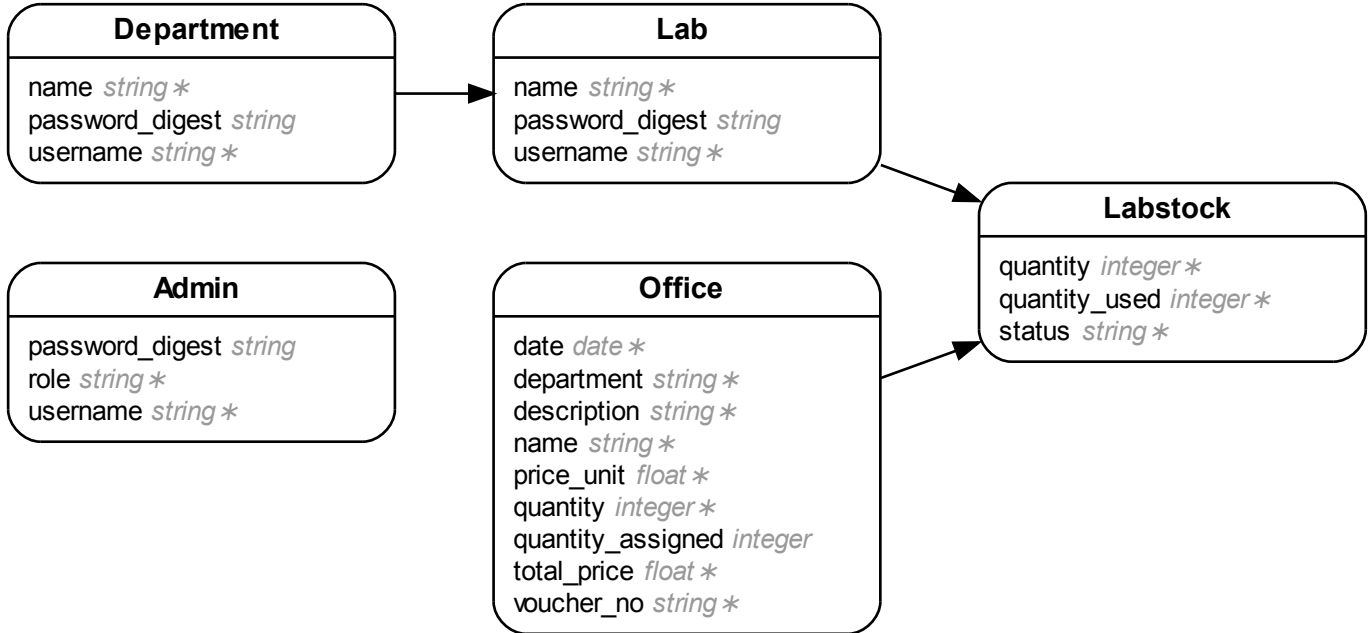 Department
name string∗
password_digest string
username string∗
Lab
name string∗
password_digest string
username string∗
Labstock
quantity integer∗
quantity_used integer∗
status string∗
Admin
password_digest string
role string∗
username string∗
Office
date date∗
department string∗
description string∗
name string∗
price_unit float∗
quantity integer∗
quantity_assigned integer
total_price float∗
voucher_no string∗